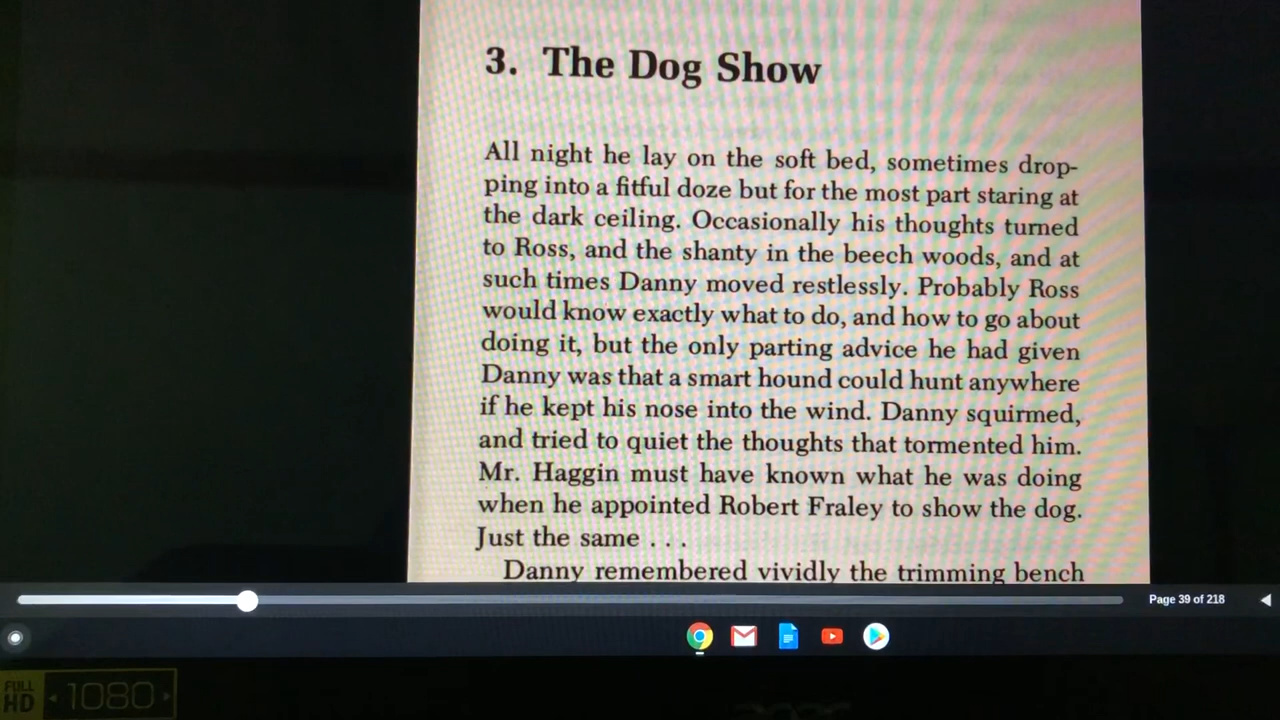 3. The Dog Show
All night he lay on the soft bed, sometimes drop-
ping into a fitful doze but for the most part staring at
the dark ceiling. Occasionally his thoughts turned
to Ross, and the shanty in the beech woods, and at
such times Danny moved restlessly. Probably Ross
would know exactly what to do, and how to go about
doing it, but the only parting advice he had given
Danny was that a smart hound could hunt anywhere
if he kept his nose into the wind. Danny squirmed,
and tried to quiet the thoughts that tormented him.
Mr. Haggin must have known what he was doing
when he appointed Robert Fraley to show the dog.
Just the same . . .
Danny remembered vividly the trimming bench
Page 39 of 218
FULL HD 1080